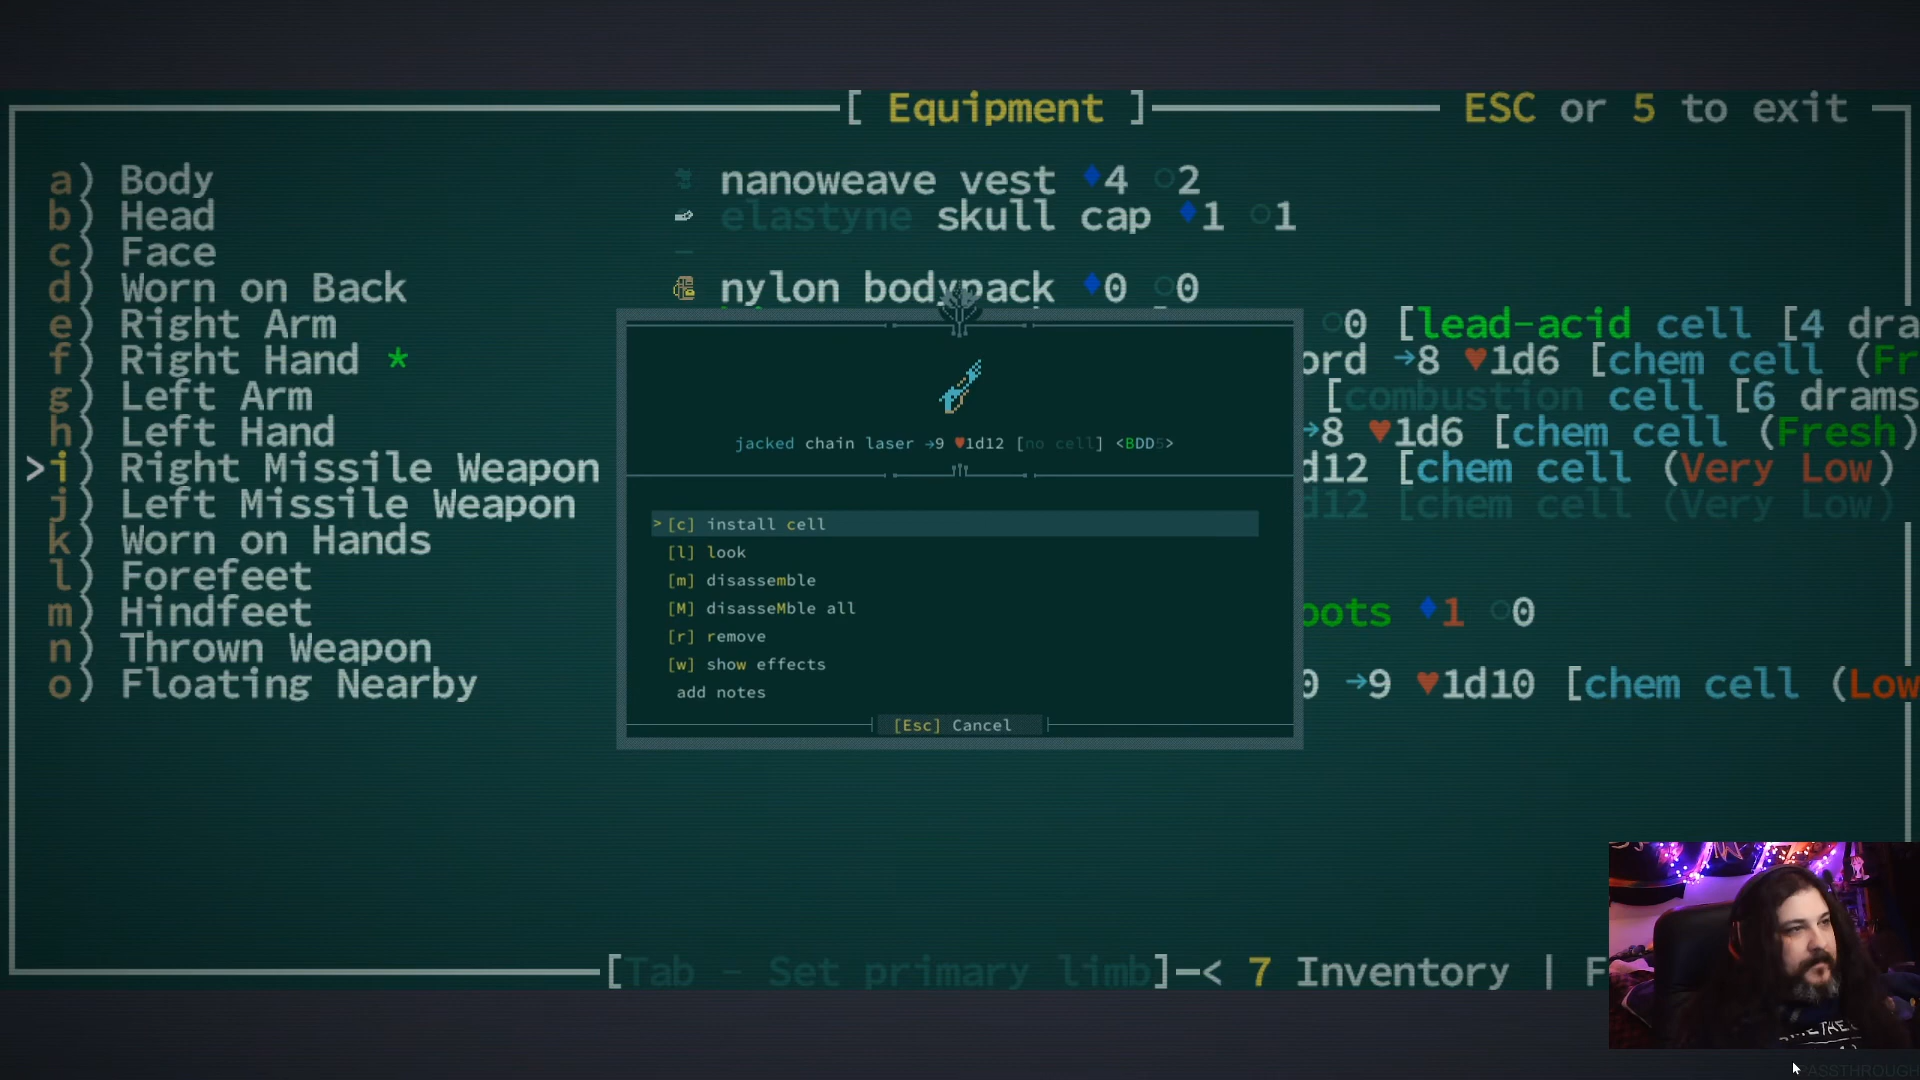 [ Equipment ] ESC or 5 to exit
a) Body nanoweave vest ♦4 ○2
b) Head elastyne skull cap ♦1 ○1
c) Face –
d) Worn on Back nylon bodypack ♦0 ○0
e) Right Arm ○0 [lead-acid cell [4 dra
f) Right Hand * ord →8 ♥1d6 [chem cell (Fr
g) Left Arm [combustion cell [6 drams
h) Left Hand →8 ♥1d6 [chem cell (Fresh)
>i) Right Missile Weapon d12 [chem cell (Very Low)
j) Left Missile Weapon d12 [chem cell (Very Low)
k) Worn on Hands
l) Forefeet
m) Hindfeet oots ♦1 ○0
n) Thrown Weapon
o) Floating Nearby 0 →9 ♥1d10 [chem cell (Low
jacked chain laser →9 ♥1d12 [no cell] <BDD5>
>[c] install cell
[l] look
[m] disassemble
[M] disasseMble all
[r] remove
[w] show effects
add notes
[Esc] Cancel
[Tab - Set primary limb]—< 7 Inventory | F
PASSTHROUGH